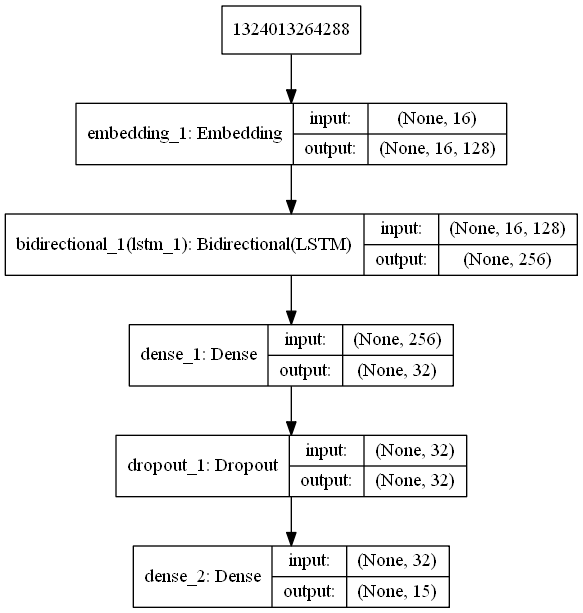 1324013264288
embedding_1: Embedding
input: (None, 16)
output: (None, 16, 128)
bidirectional_1(lstm_1): Bidirectional(LSTM)
input: (None, 16, 128)
output: (None, 256)
dense_1: Dense
input: (None, 256)
output: (None, 32)
dropout_1: Dropout
input: (None, 32)
output: (None, 32)
dense_2: Dense
input: (None, 32)
output: (None, 15)